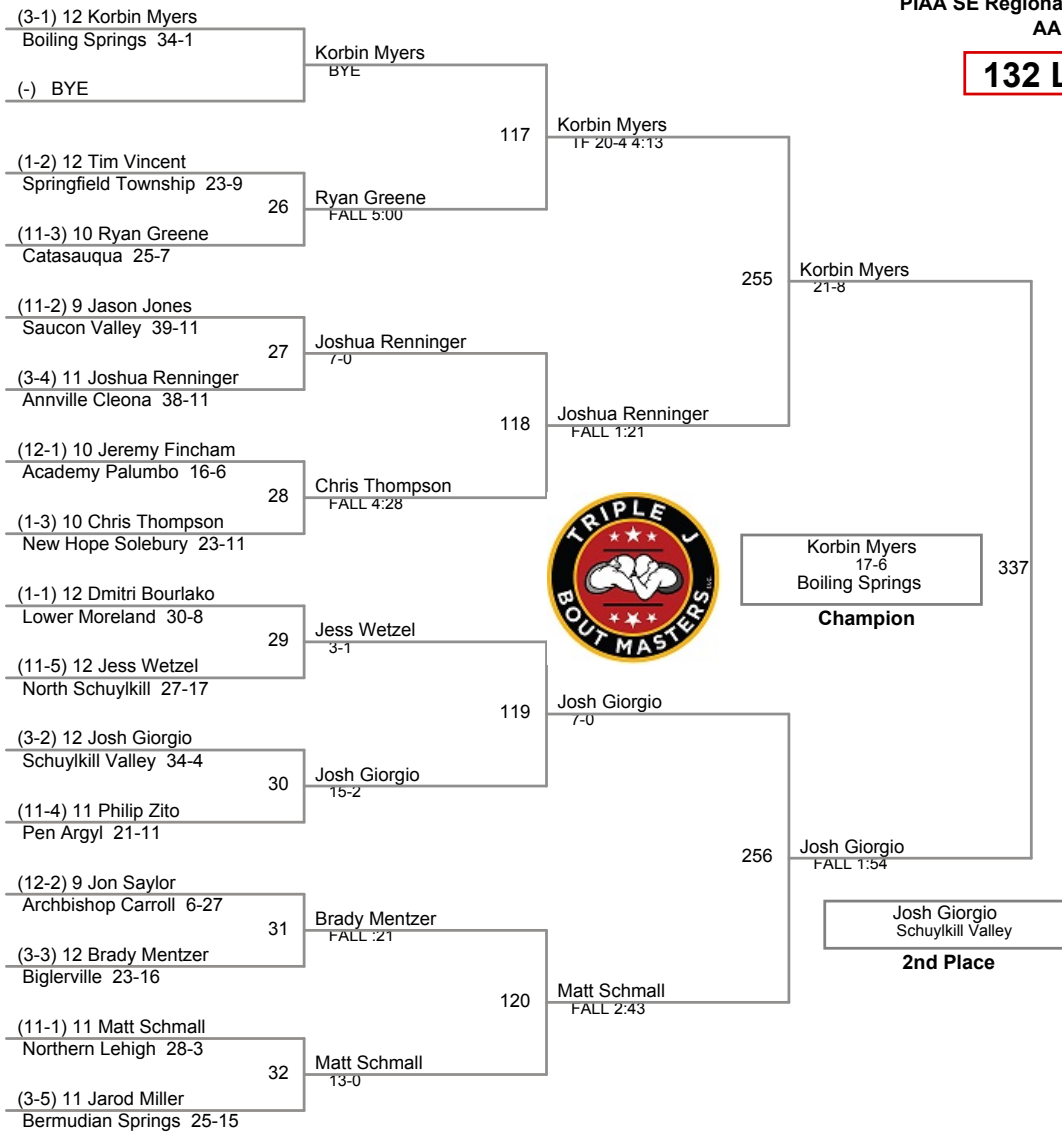 PIAA SE Regiona
AA
132 L
(3-1) 12 Korbin Myers
Boiling Springs 34-1
(-) BYE
Korbin Myers
BYE
(1-2) 12 Tim Vincent
Springfield Township 23-9
26
(11-3) 10 Ryan Greene
Catasauqua 25-7
Ryan Greene
FALL 5:00
117
Korbin Myers
TF 20-4 4:13
(11-2) 9 Jason Jones
Saucon Valley 39-11
27
(3-4) 11 Joshua Renninger
Annville Cleona 38-11
Joshua Renninger
7-0
(12-1) 10 Jeremy Fincham
Academy Palumbo 16-6
28
(1-3) 10 Chris Thompson
New Hope Solebury 23-11
Chris Thompson
FALL 4:28
118
Joshua Renninger
FALL 1:21
255
Korbin Myers
21-8
(1-1) 12 Dmitri Bourlako
Lower Moreland 30-8
29
(11-5) 12 Jess Wetzel
North Schuylkill 27-17
Jess Wetzel
3-1
(3-2) 12 Josh Giorgio
Schuylkill Valley 34-4
30
(11-4) 11 Philip Zito
Pen Argyl 21-11
Josh Giorgio
15-2
119
Josh Giorgio
7-0
(12-2) 9 Jon Saylor
Archbishop Carroll 6-27
31
(3-3) 12 Brady Mentzer
Biglerville 23-16
Brady Mentzer
FALL :21
(11-1) 11 Matt Schmall
Northern Lehigh 28-3
32
(3-5) 11 Jarod Miller
Bermudian Springs 25-15
Matt Schmall
13-0
120
Matt Schmall
FALL 2:43
256
Josh Giorgio
FALL 1:54
TRIPLE J
BOUT MASTERS
Korbin Myers
17-6
Boiling Springs
Champion
337
Josh Giorgio
Schuylkill Valley
2nd Place